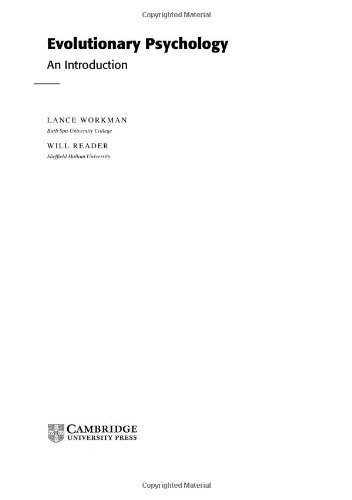 Copyrighted Material
Evolutionary Psychology
An Introduction
LANCE WORKMAN
Bath Spa University College
WILL READER
Sheffield Hallam University
CAMBRIDGE
UNIVERSITY PRESS
Copyrighted Material